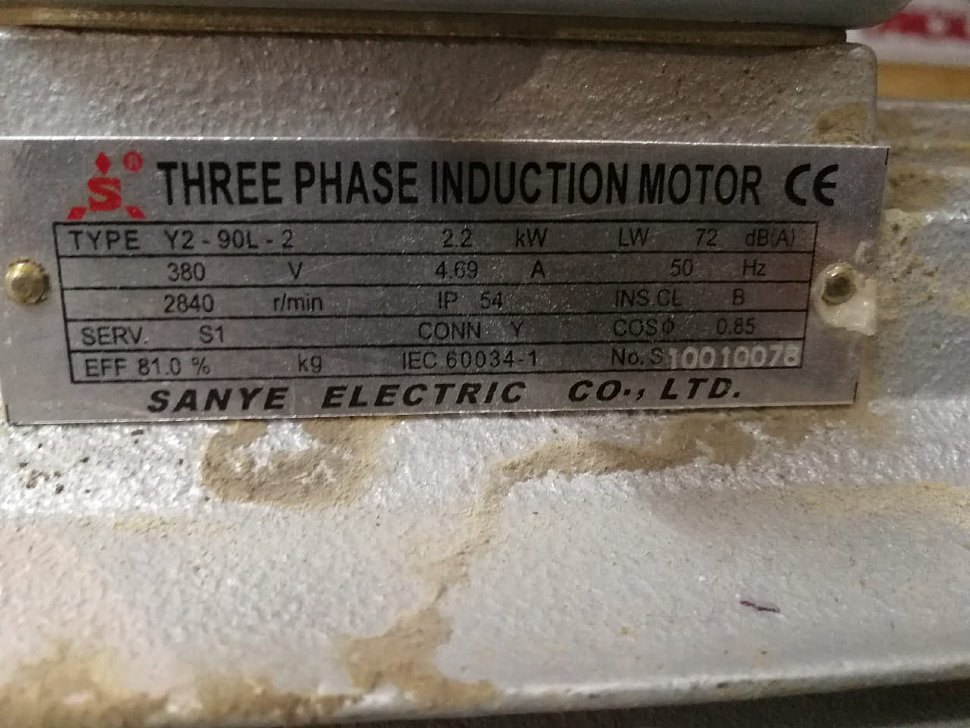 S ® THREE PHASE INDUCTION MOTOR CE
TYPE Y2-90L-2 2.2 kW LW 72 dB(A)
380 V 4.69 A 50 Hz
2840 r/min IP 54 INS.CL B
SERV. S1 CONN Y COSΦ 0.85
EFF 81.0 % kg IEC 60034-1 No. S 10010078
SANYE ELECTRIC CO., LTD.